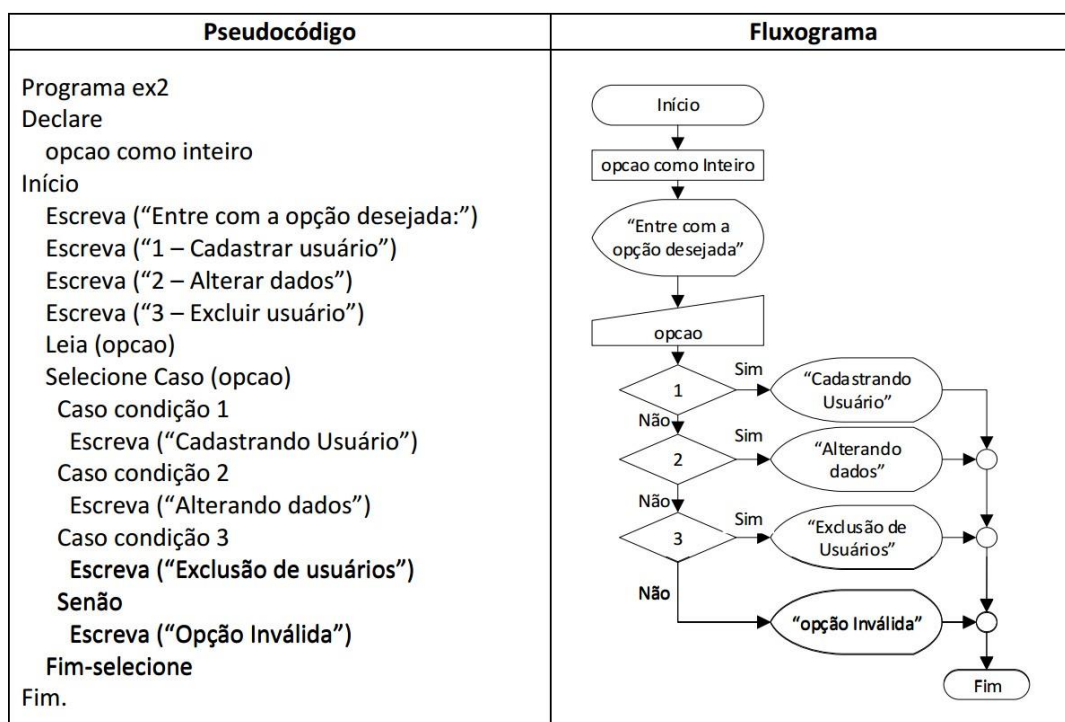 Pseudocódigo
Programa ex2
Declare
opcao como inteiro
Início
Escreva (“Entre com a opção desejada:”)
Escreva (“1 – Cadastrar usuário”)
Escreva (“2 – Alterar dados”)
Escreva (“3 – Excluir usuário”)
Leia (opcao)
Selecione Caso (opcao)
Caso condição 1
Escreva (“Cadastrando Usuário”)
Caso condição 2
Escreva (“Alterando dados”)
Caso condição 3
Escreva (“Exclusão de usuários”)
Senão
Escreva (“Opção Inválida”)
Fim-selecione
Fim.
Fluxograma
Início
opcao como Inteiro
“Entre com a
opção desejada”
opcao
1
Sim
“Cadastrando
Usuário”
Não
2
Sim
“Alterando
dados”
Não
3
Sim
“Exclusão de
Usuários”
Não
“opção Inválida”
Fim